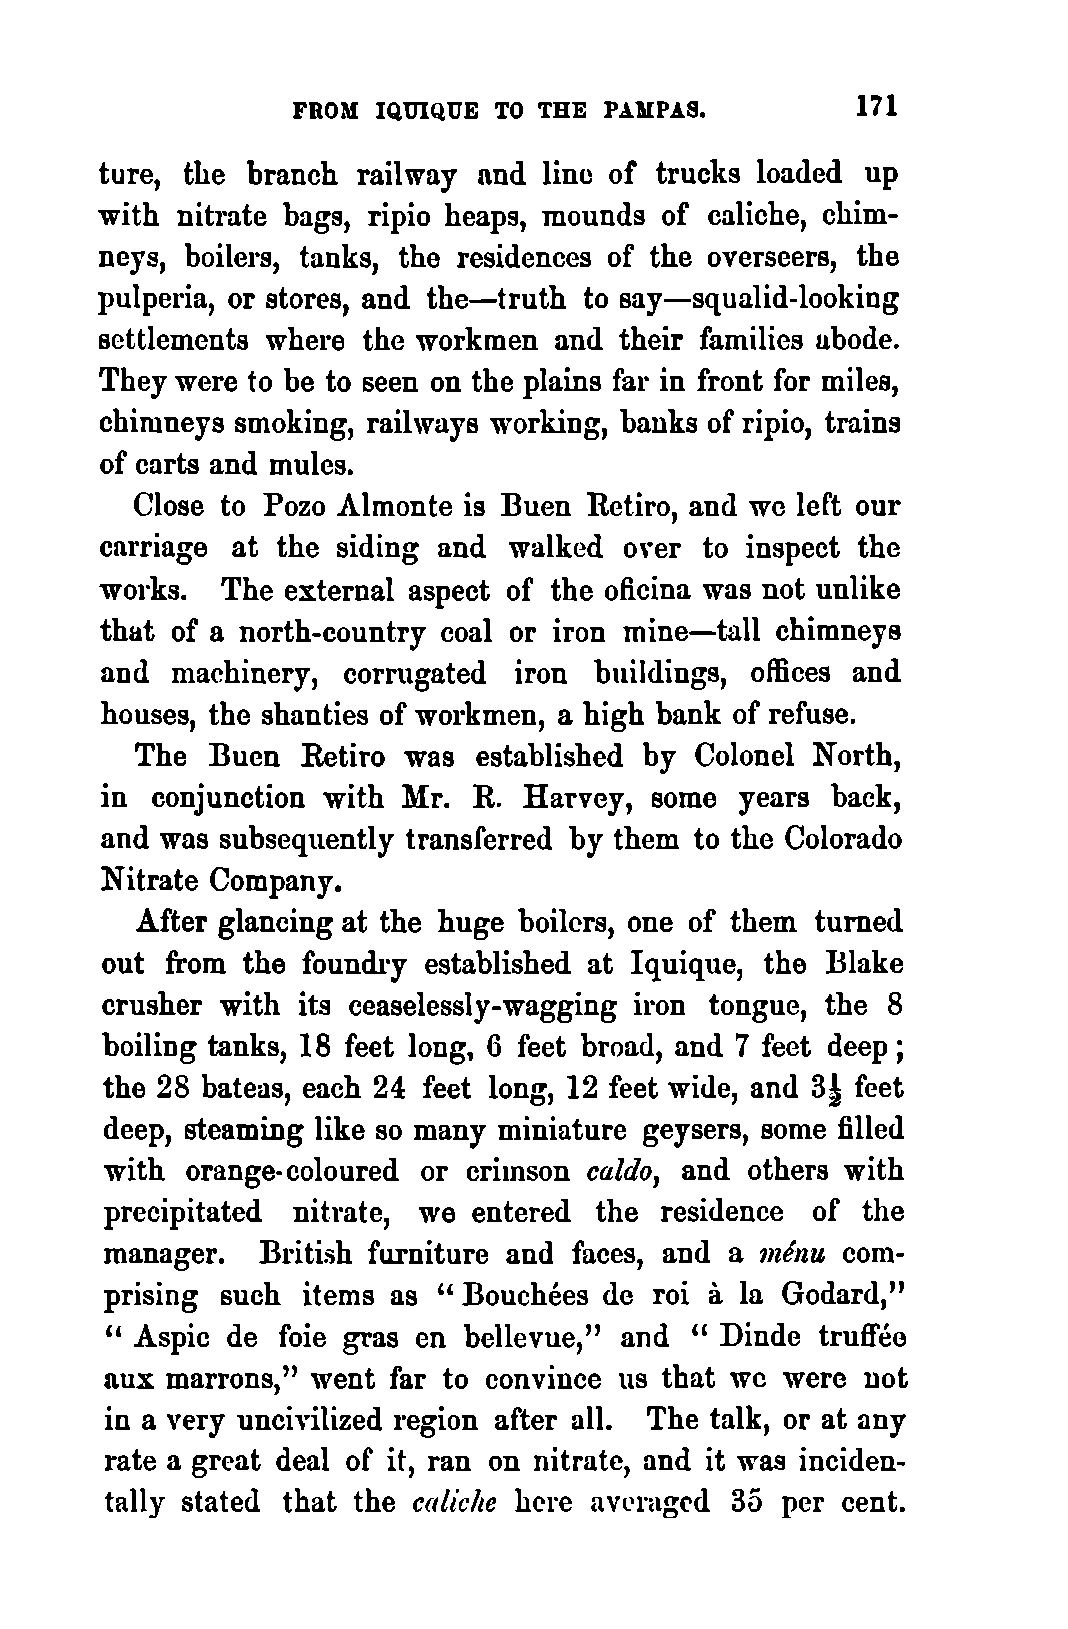 FROM IQUIQUE TO THE PAMPAS. 171
ture, the branch railway and line of trucks loaded up
with nitrate bags, ripio heaps, mounds of caliche, chim-
neys, boilers, tanks, the residences of the overseers, the
pulperia, or stores, and the—truth to say—squalid-looking
settlements where the workmen and their families abode.
They were to be to seen on the plains far in front for miles,
chimneys smoking, railways working, banks of ripio, trains
of carts and mules.
Close to Pozo Almonte is Buen Retiro, and we left our
carriage at the siding and walked over to inspect the
works. The external aspect of the oficina was not unlike
that of a north-country coal or iron mine—tall chimneys
and machinery, corrugated iron buildings, offices and
houses, the shanties of workmen, a high bank of refuse.
The Buen Retiro was established by Colonel North,
in conjunction with Mr. R. Harvey, some years back,
and was subsequently transferred by them to the Colorado
Nitrate Company.
After glancing at the huge boilers, one of them turned
out from the foundry established at Iquique, the Blake
crusher with its ceaselessly-wagging iron tongue, the 8
boiling tanks, 18 feet long, 6 feet broad, and 7 feet deep;
the 28 bateas, each 24 feet long, 12 feet wide, and 3½ feet
deep, steaming like so many miniature geysers, some filled
with orange-coloured or crimson caldo, and others with
precipitated nitrate, we entered the residence of the
manager. British furniture and faces, and a ménu com-
prising such items as “Bouchées de roi à la Godard,”
“Aspic de foie gras en bellevue,” and “Dinde truffée
aux marrons,” went far to convince us that we were not
in a very uncivilized region after all. The talk, or at any
rate a great deal of it, ran on nitrate, and it was inciden-
tally stated that the caliche here averaged 35 per cent.